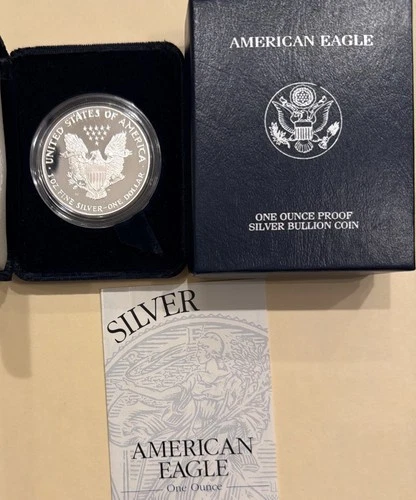 UNITED STATES OF AMERICA
1 OZ. FINE SILVER~ONE DOLLAR
AMERICAN EAGLE
ONE OUNCE PROOF
SILVER BULLION COIN
SILVER
AMERICAN
EAGLE
One Ounce